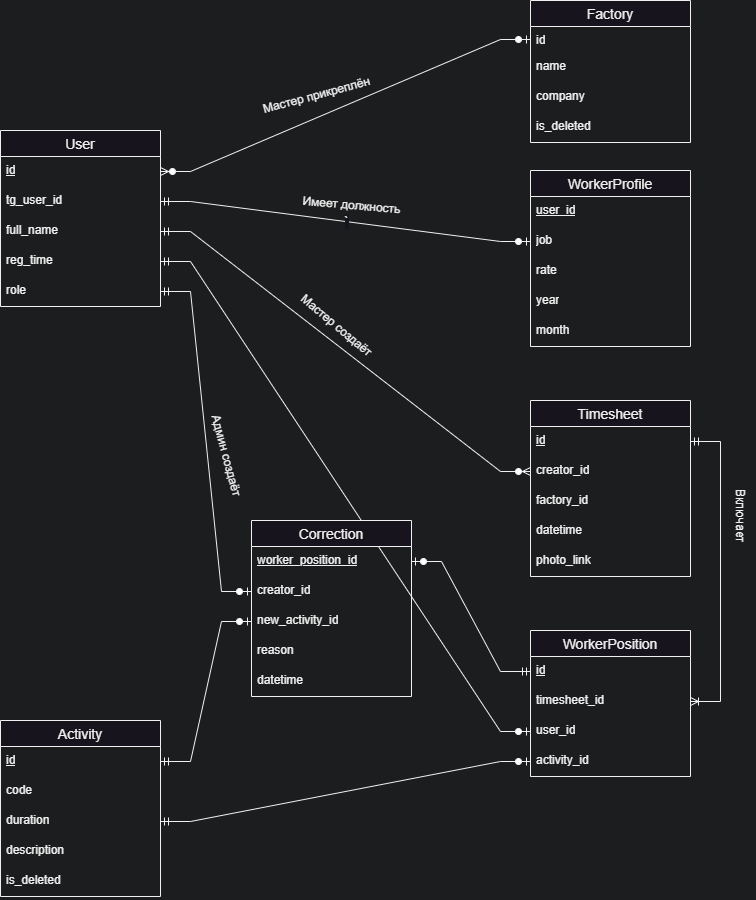 Factory
id
name
company
is_deleted
Мастер прикреплён
User
id
tg_user_id
full_name
reg_time
role
WorkerProfile
user_id
job
rate
year
month
Имеет должность
Мастер создаёт
Timesheet
id
creator_id
factory_id
datetime
photo_link
Админ создаёт
Включает
Correction
worker_position_id
creator_id
new_activity_id
reason
datetime
WorkerPosition
id
timesheet_id
user_id
activity_id
Activity
id
code
duration
description
is_deleted